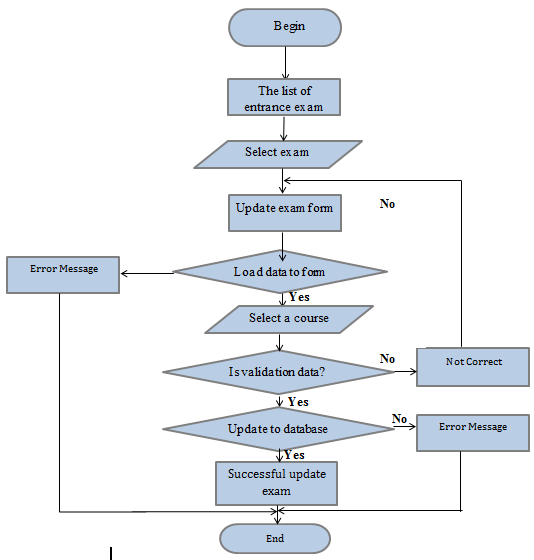 Begin
The list of
entrance exam
Select exam
Update exam form
No
Error Message
Load data to form
Yes
Select a course
Is validation data?
No
Not Correct
Yes
Update to database
No
Error Message
Yes
Successful update
exam
End